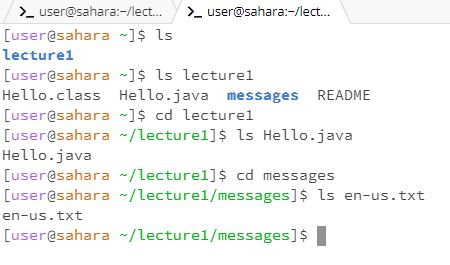 user@sahara:~/lect... user@sahara:~/lect...
[user@sahara ~]$ ls
lecture1
[user@sahara ~]$ ls lecture1
Hello.class  Hello.java  messages  README
[user@sahara ~]$ cd lecture1
[user@sahara ~/lecture1]$ ls Hello.java
Hello.java
[user@sahara ~/lecture1]$ cd messages
[user@sahara ~/lecture1/messages]$ ls en-us.txt
en-us.txt
[user@sahara ~/lecture1/messages]$